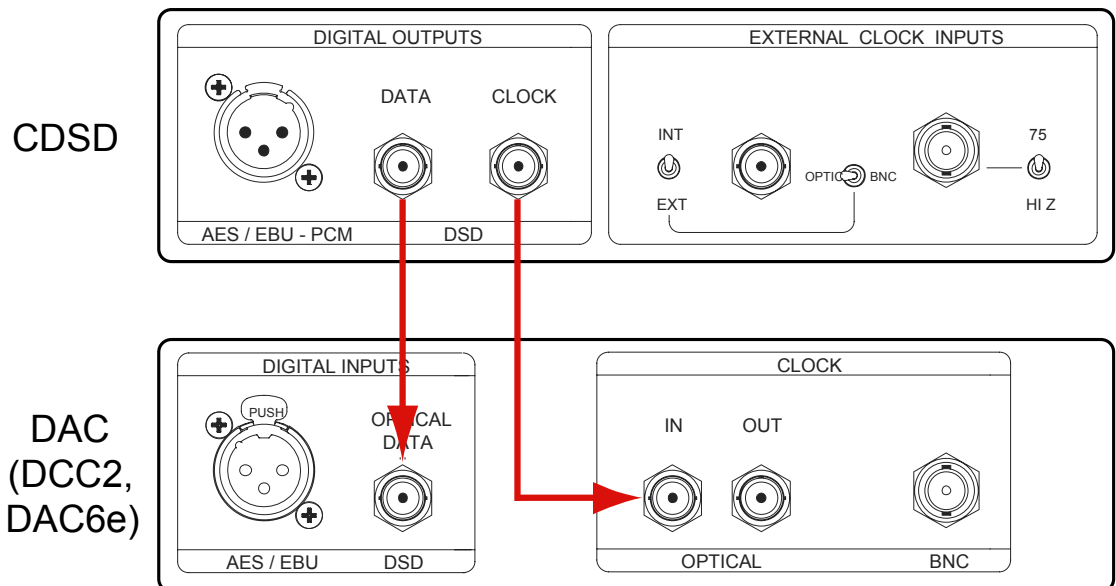 CDSD
DIGITAL OUTPUTS
DATA CLOCK
AES / EBU - PCM DSD
EXTERNAL CLOCK INPUTS
INT
EXT
OPTIC BNC
75
HI Z
DAC
(DCC2,
DAC6e)
DIGITAL INPUTS
PUSH
OPTICAL
DATA
AES / EBU DSD
CLOCK
IN OUT
OPTICAL BNC